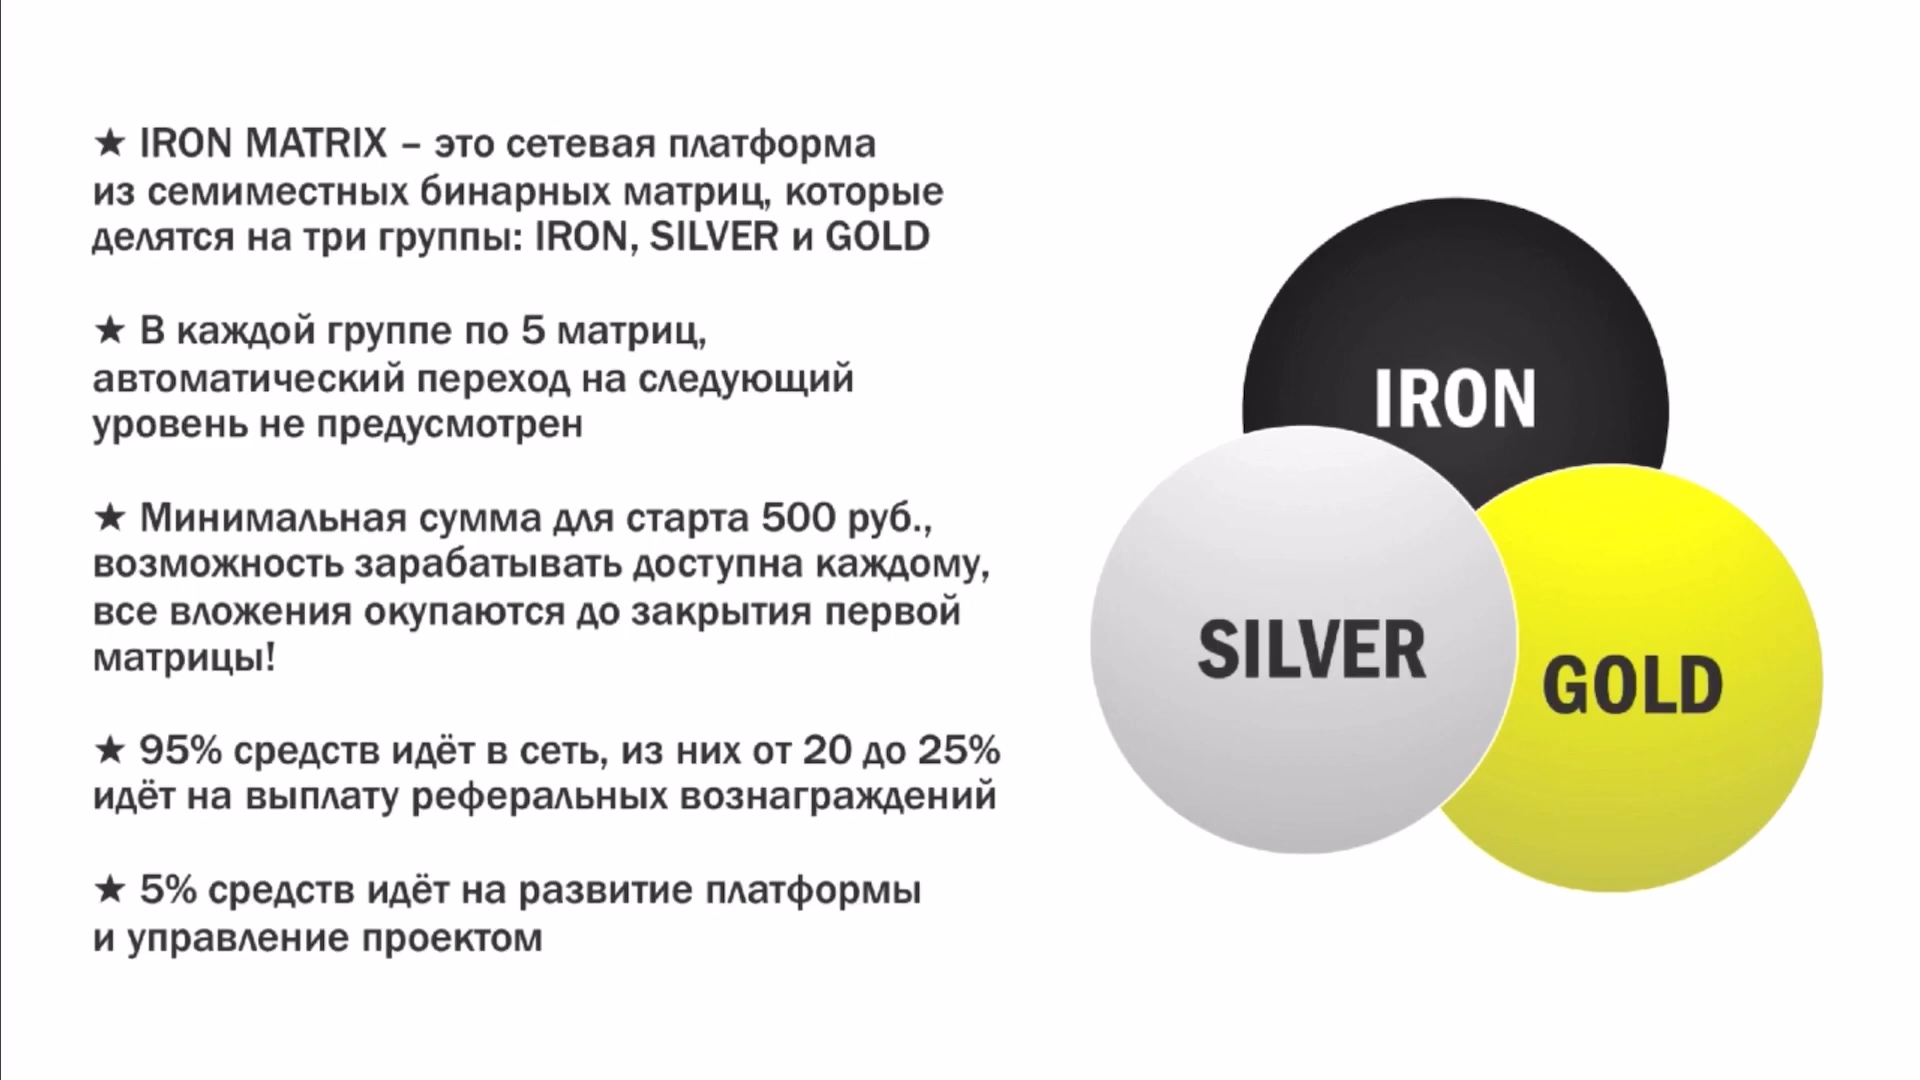 ★ IRON MATRIX – это сетевая платформа
из семиместных бинарных матриц, которые
делятся на три группы: IRON, SILVER и GOLD
★ В каждой группе по 5 матриц,
автоматический переход на следующий
уровень не предусмотрен
★ Минимальная сумма для старта 500 руб.,
возможность зарабатывать доступна каждому,
все вложения окупаются до закрытия первой
матрицы!
★ 95% средств идёт в сеть, из них от 20 до 25%
идёт на выплату реферальных вознаграждений
★ 5% средств идёт на развитие платформы
и управление проектом
IRON
SILVER
GOLD